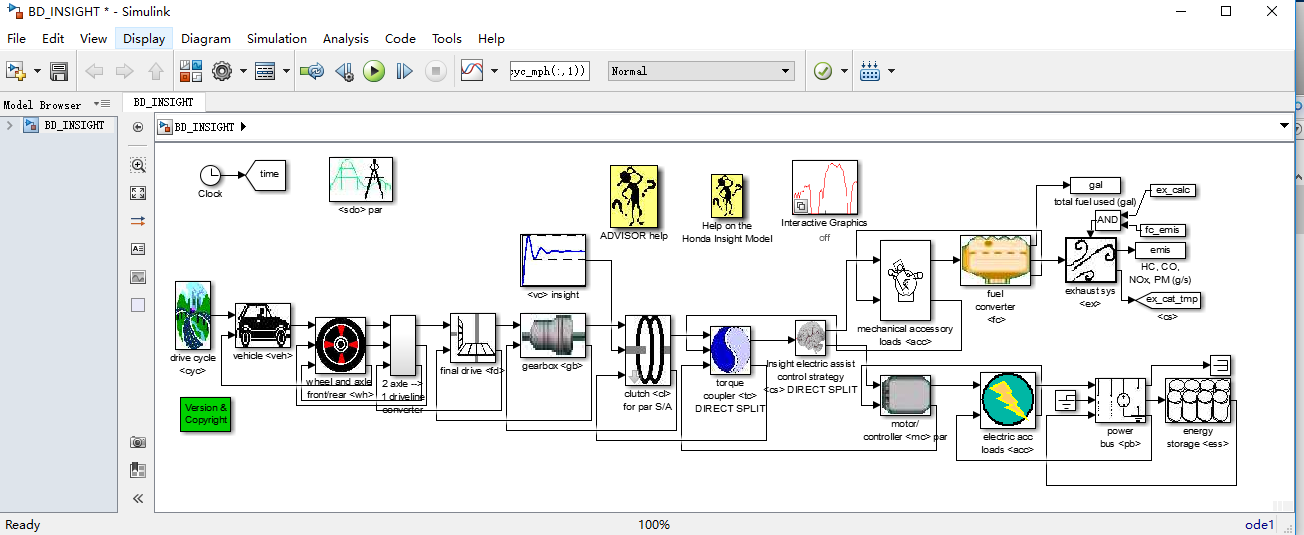 BD_INSIGHT * - Simulink
File Edit View Display Diagram Simulation Analysis Code Tools Help
cyc_mph(:,1))
Normal
Model Browser
BD_INSIGHT
BD_INSIGHT
BD_INSIGHT
Clock
time
<sdo> par
ADVISOR help
Help on the
Honda Insight Model
Interactive Graphics
off
gal
total fuel used (gal)
ex_calc
AND
fc_emis
emis
HC, CO,
NOx, PM (g/s)
ex_cat_tmp
<cs>
exhaust sys
<ex>
fuel
converter
<fc>
mechanical accessory
loads <acc>
<vc> insight
drive cycle
<cyc>
vehicle <veh>
wheel and axle
front/rear <wh>
2 axle -->
1 driveline
converter
final drive <fd>
gearbox <gb>
clutch <cl>
for par S/A
torque
coupler <tc>
DIRECT SPLIT
Insight electric assist
control strategy
<cs> DIRECT SPLIT
motor/
controller <mc> par
electric acc
loads <acc>
power
bus <pb>
energy
storage <ess>
Version &
Copyright
Ready
100%
ode1